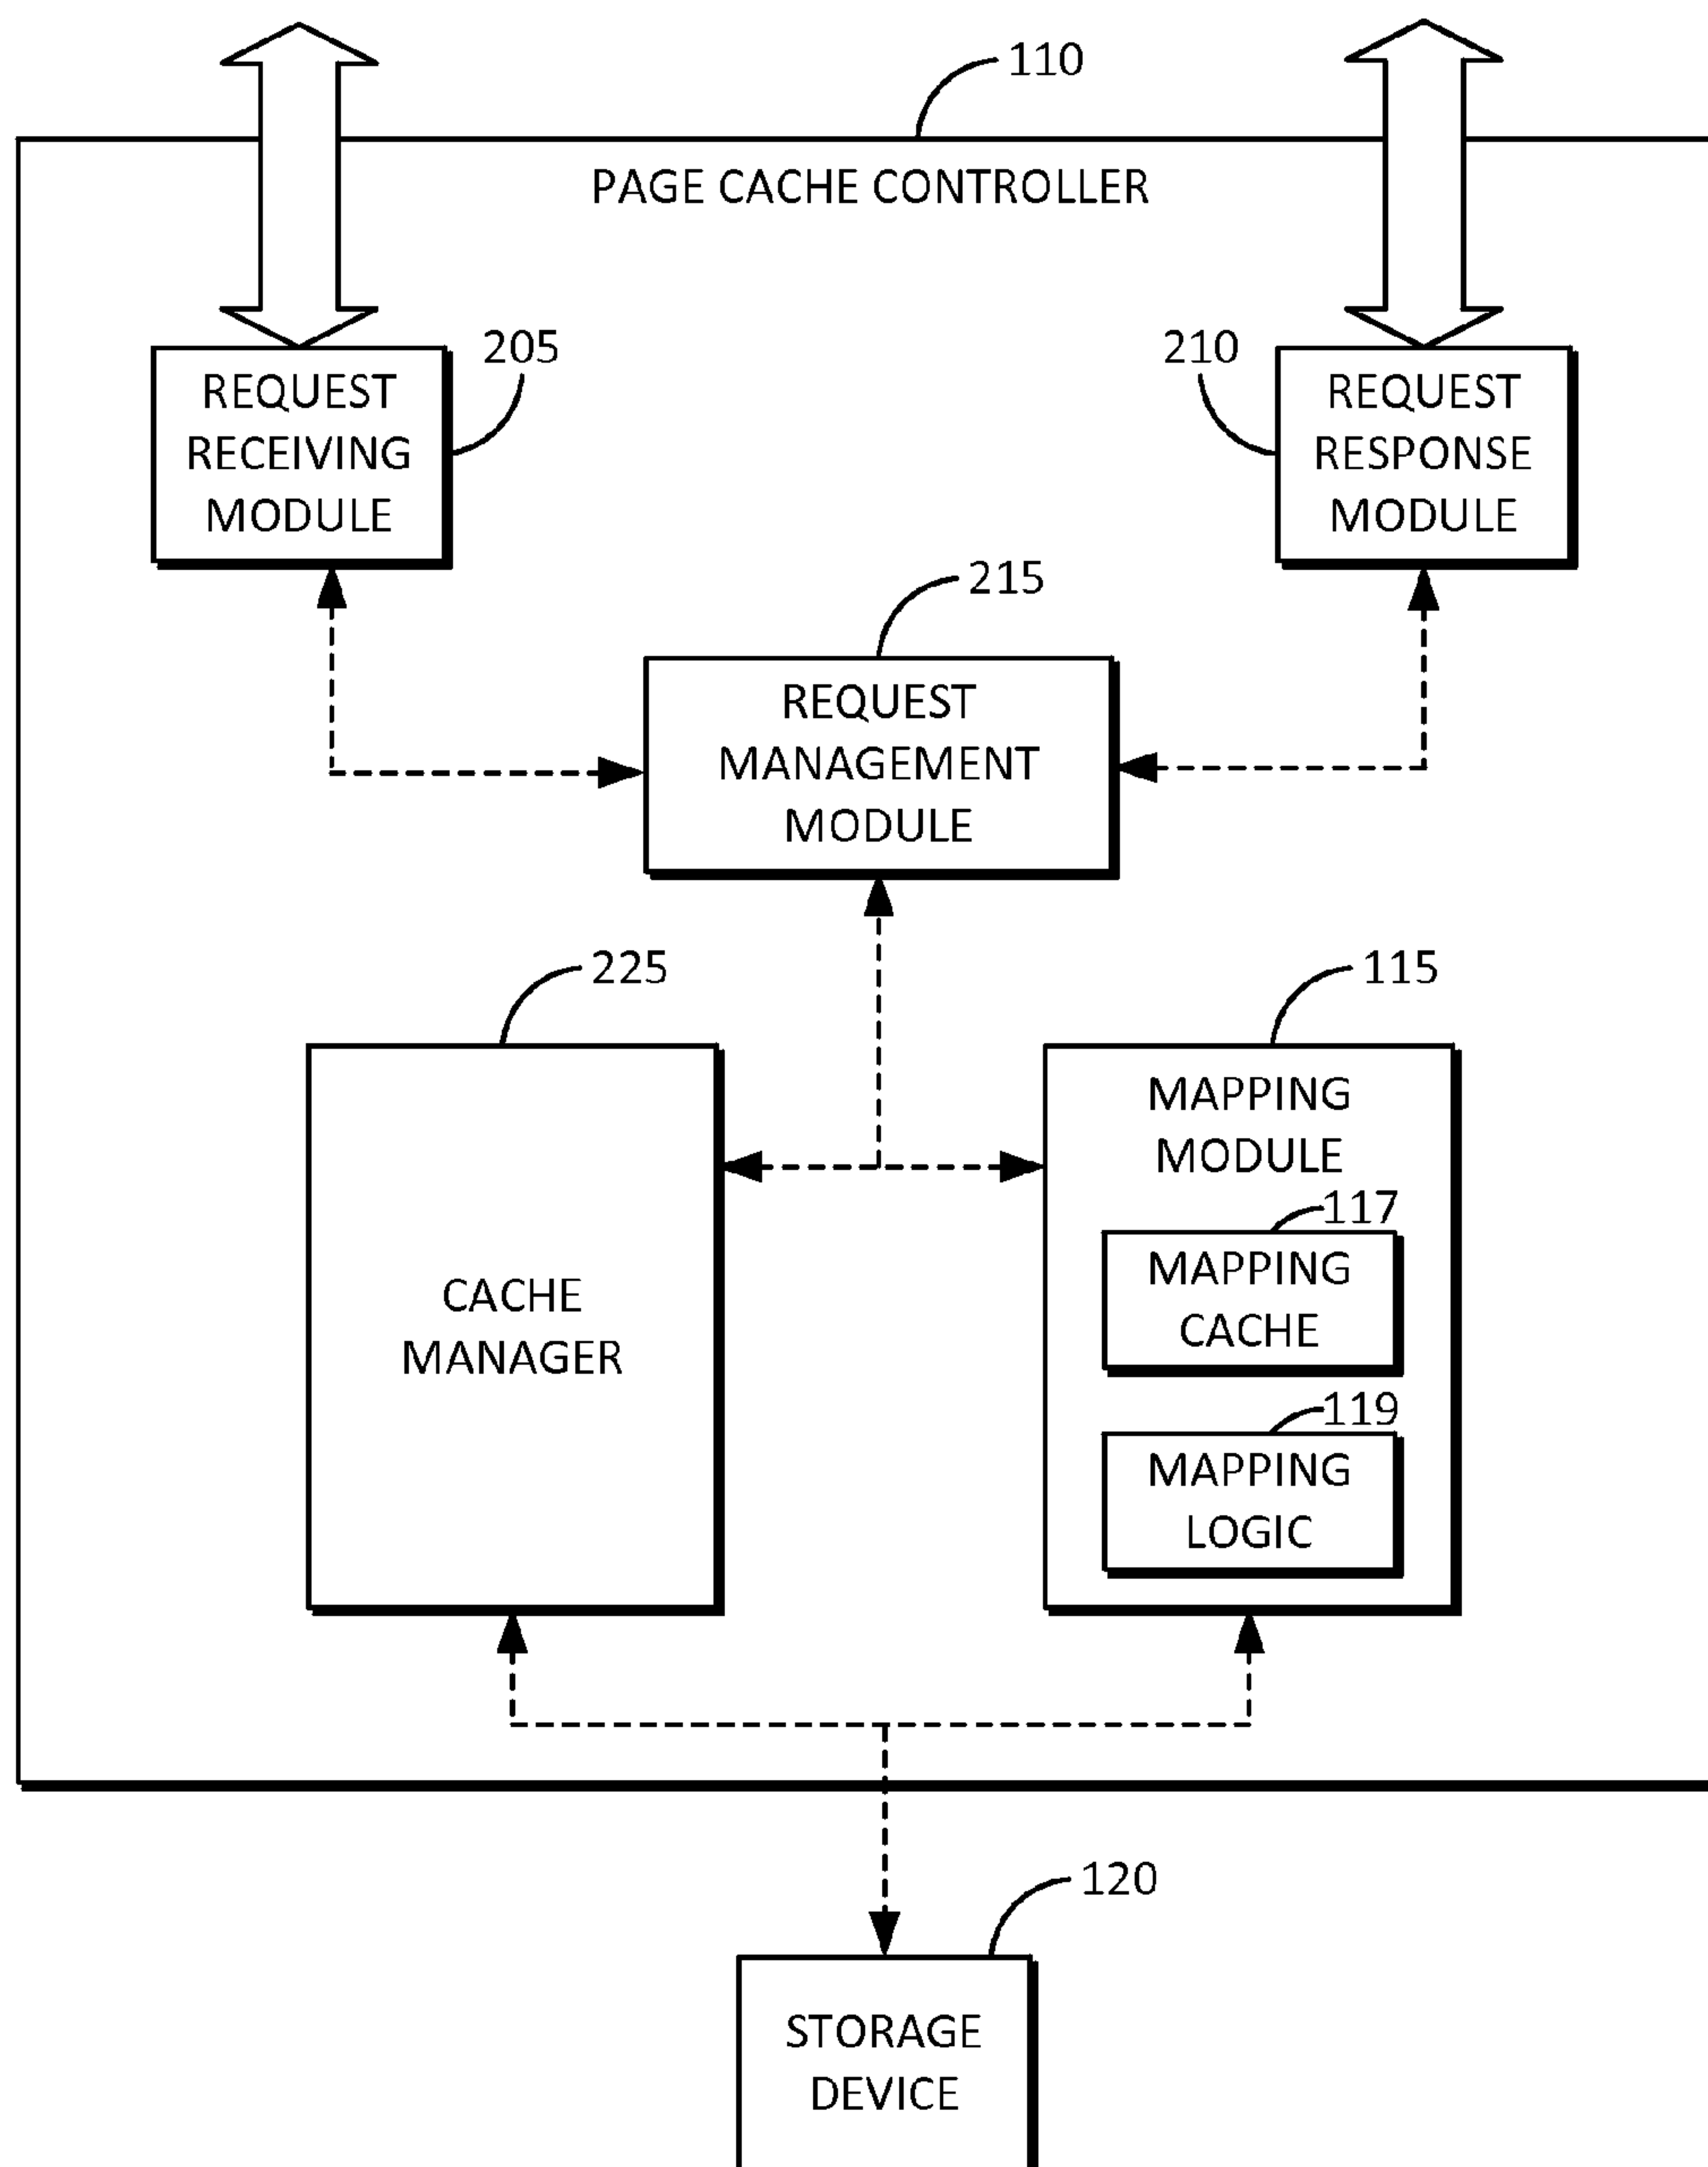 110
PAGE CACHE CONTROLLER
205
210
REQUEST
RECEIVING
MODULE
REQUEST
RESPONSE
MODULE
215
REQUEST
MANAGEMENT
MODULE
225
115
CACHE
MANAGER
MAPPING
MODULE
117
MAPPING
CACHE
119
MAPPING
LOGIC
120
STORAGE
DEVICE